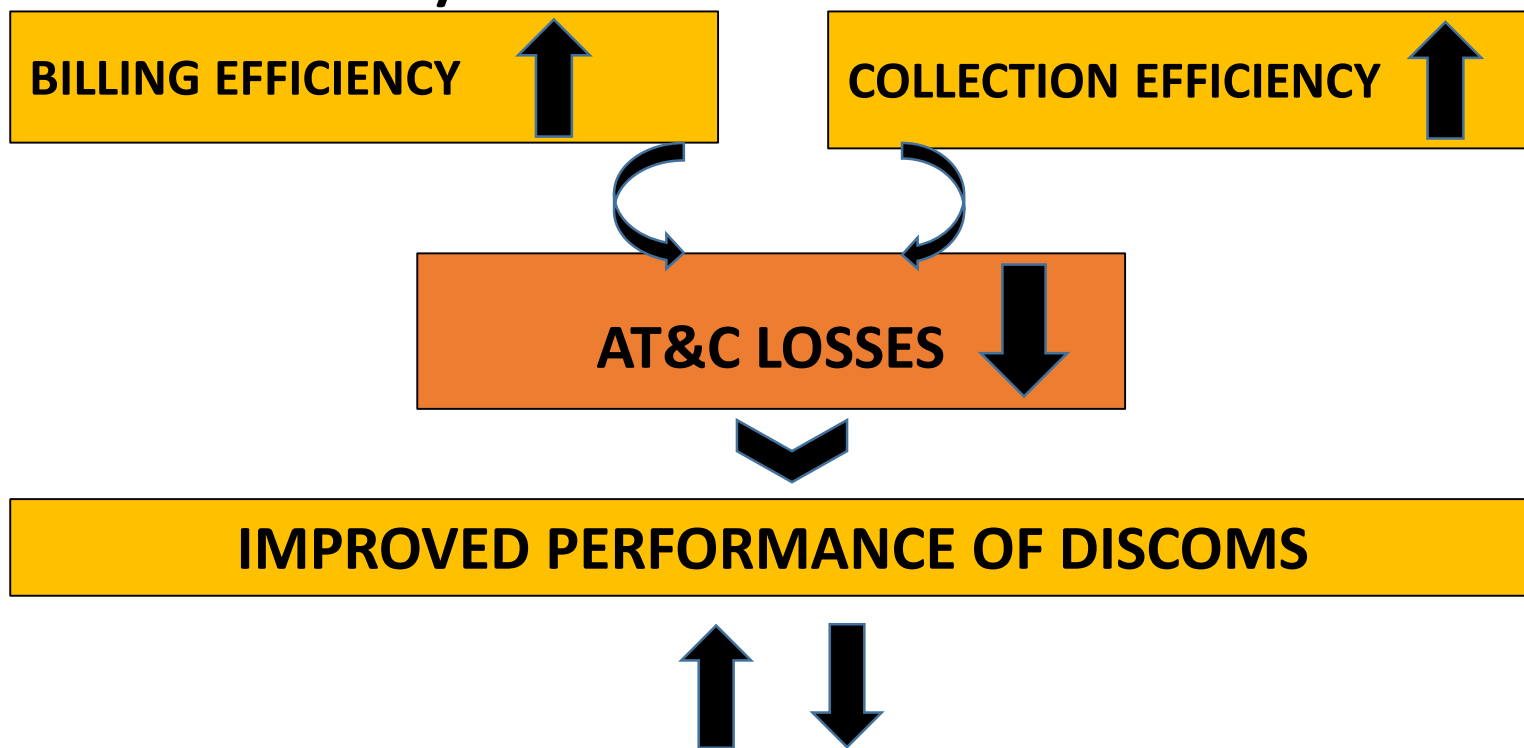 BILLING EFFICIENCY
COLLECTION EFFICIENCY
AT&C LOSSES
IMPROVED PERFORMANCE OF DISCOMS